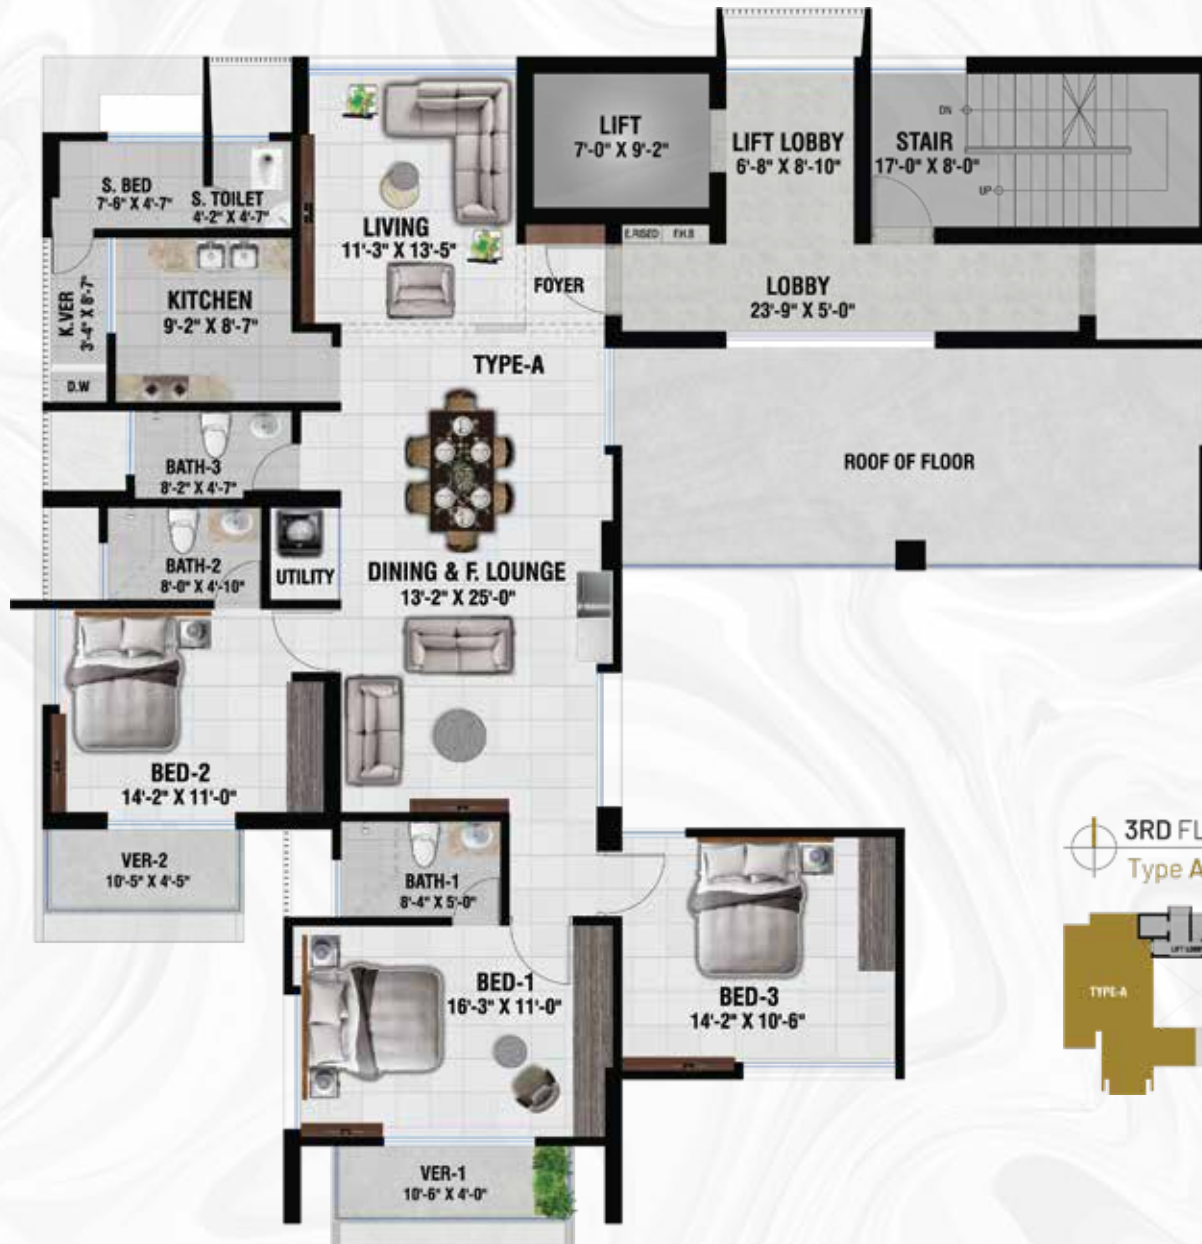 LIFT
7'-0" X 9'-2"
LIFT LOBBY
6'-8" X 8'-10"
STAIR
17'-0" X 8'-0"
DN
UP
S. BED
7'-6" X 4'-7"
S. TOILET
4'-2" X 4'-7"
LIVING
11'-3" X 13'-5"
E.RISED
F.H.B
FOYER
LOBBY
23'-9" X 5'-0"
KITCHEN
9'-2" X 8'-7"
K.VER
3'-4" X 8'-7"
D.W
TYPE-A
BATH-3
8'-2" X 4'-7"
ROOF OF FLOOR
BATH-2
8'-0" X 4'-10"
UTILITY
DINING & F. LOUNGE
13'-2" X 25'-0"
BED-2
14'-2" X 11'-0"
VER-2
10'-5" X 4'-5"
BATH-1
8'-4" X 5'-0"
3RD FL
Type A
BED-1
16'-3" X 11'-0"
BED-3
14'-2" X 10'-6"
LIFT LOBBY
TYPE-A
VER-1
10'-6" X 4'-0"